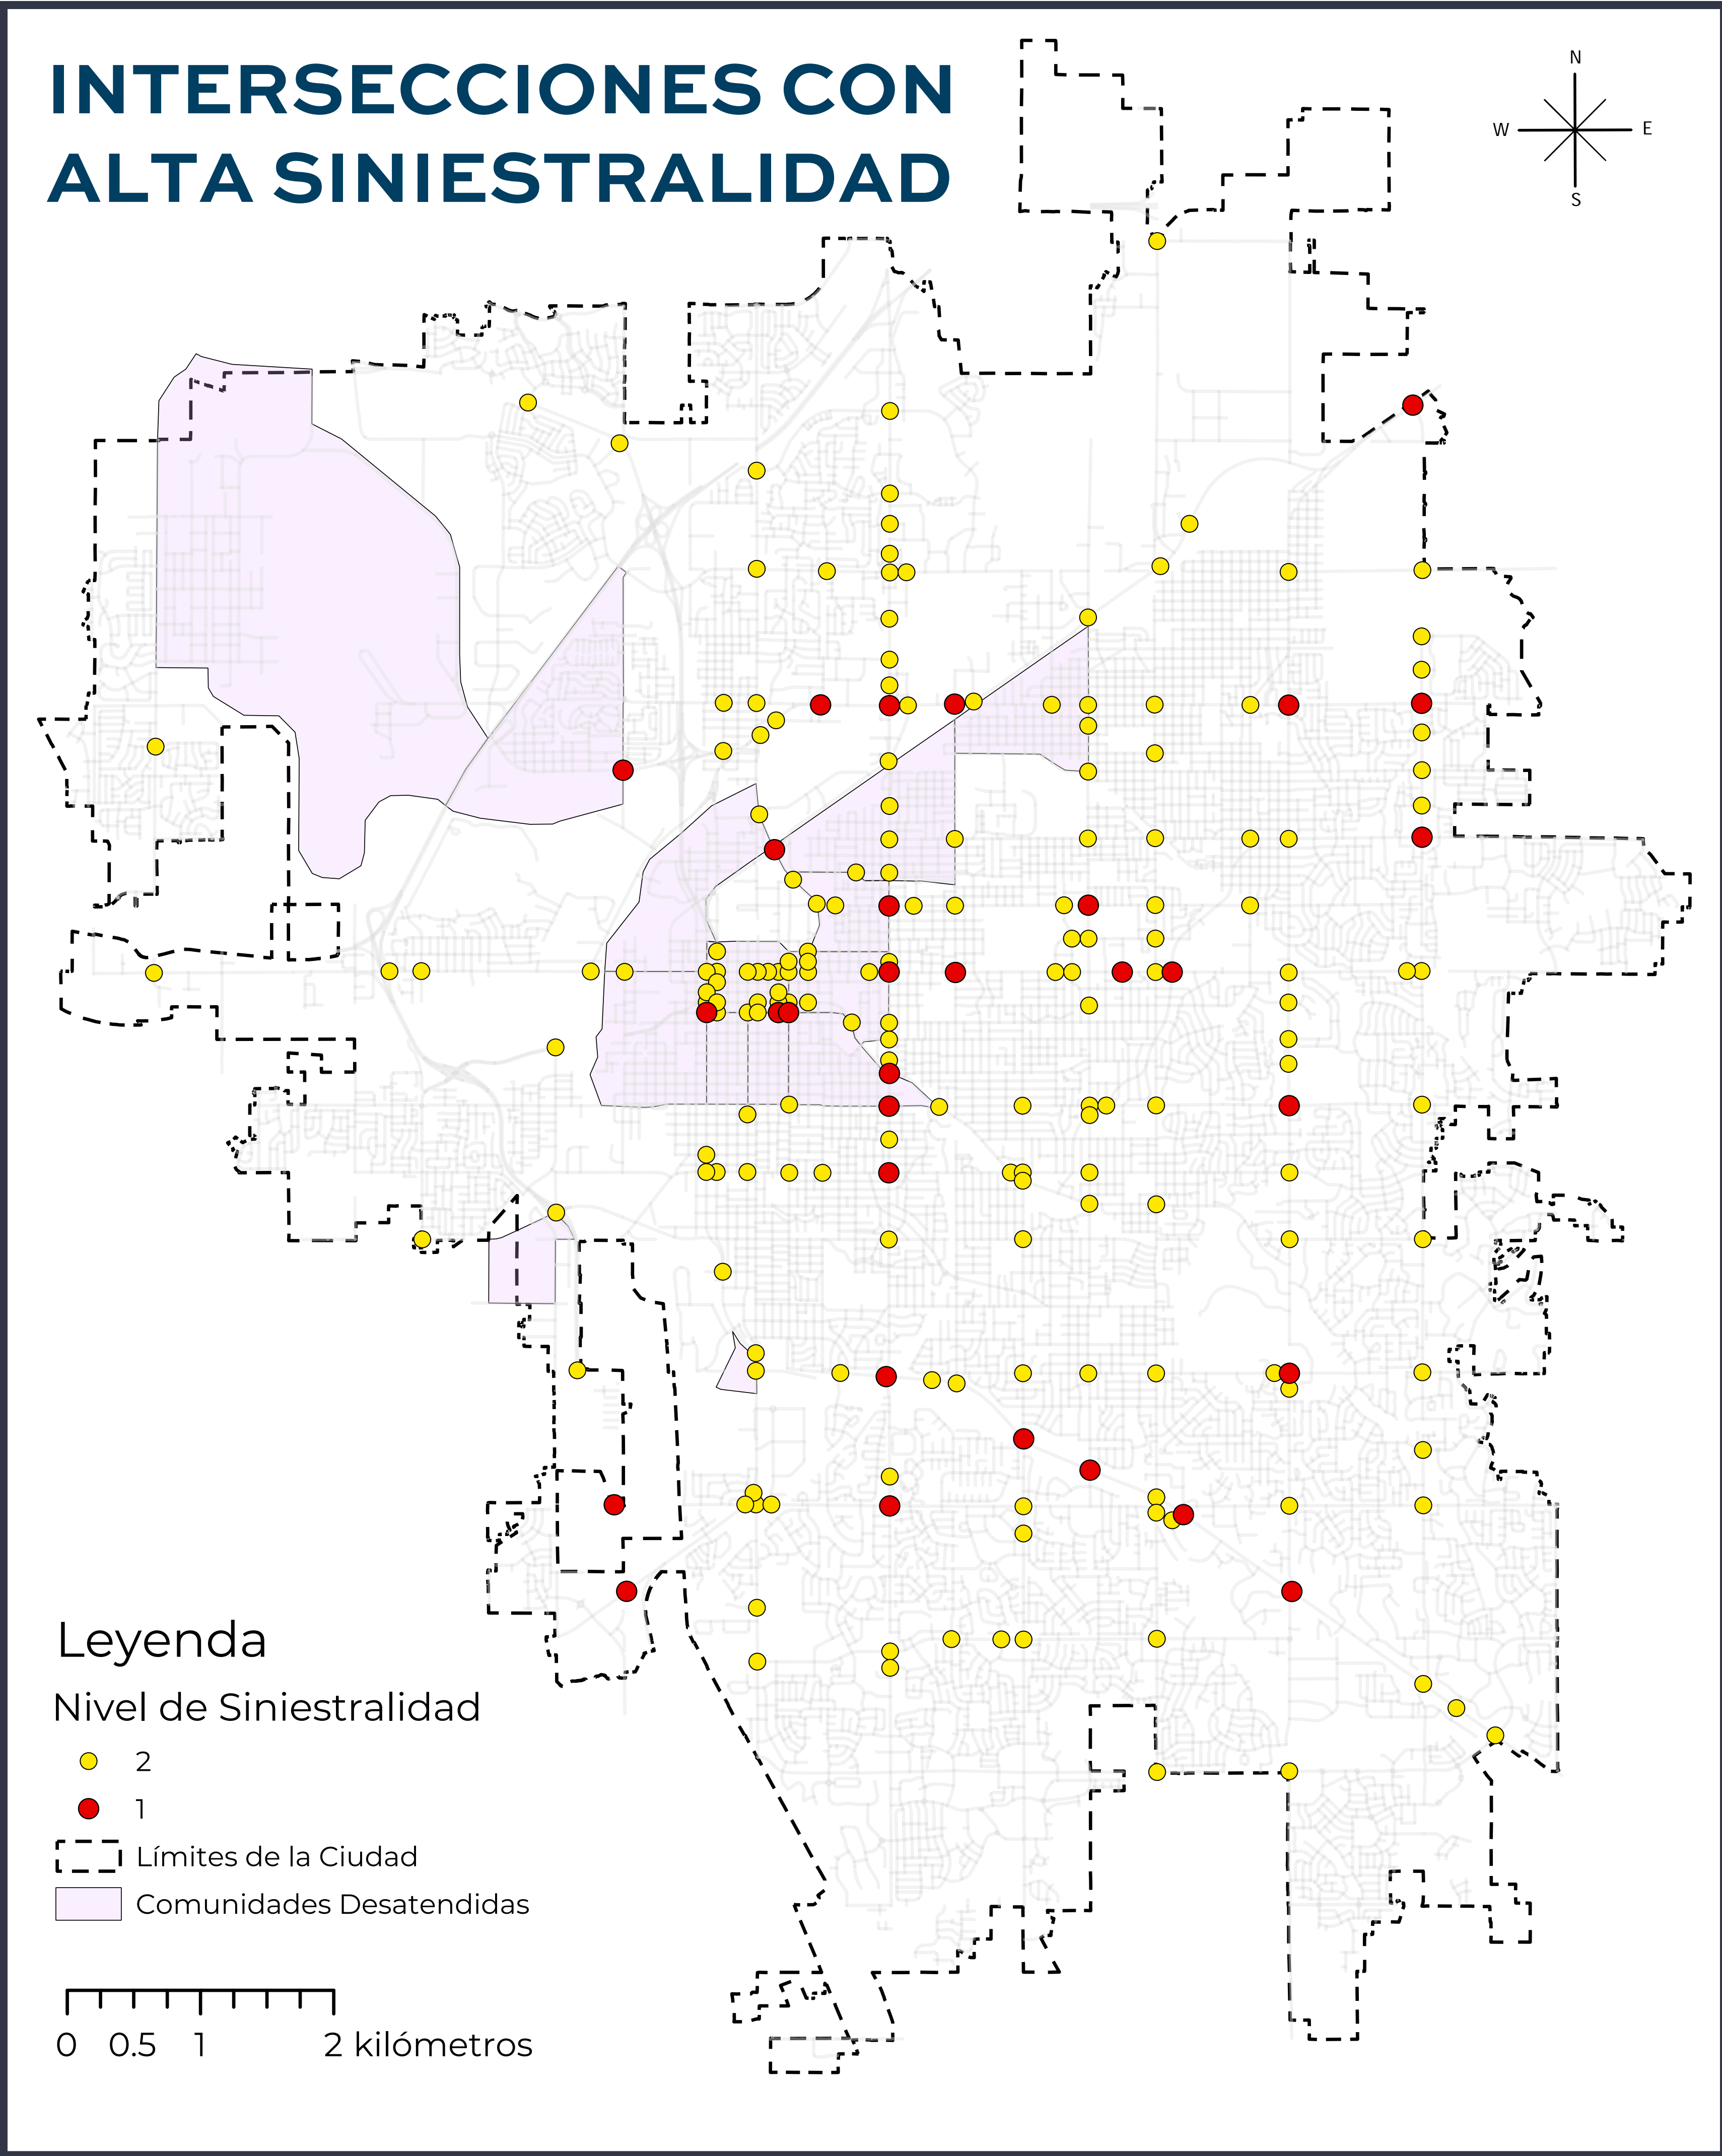 INTERSECCIONES CON
ALTA SINIESTRALIDAD
N
W E
S
Leyenda
Nivel de Siniestralidad
2
1
Límites de la Ciudad
Comunidades Desatendidas
0 0.5 1 2 kilómetros